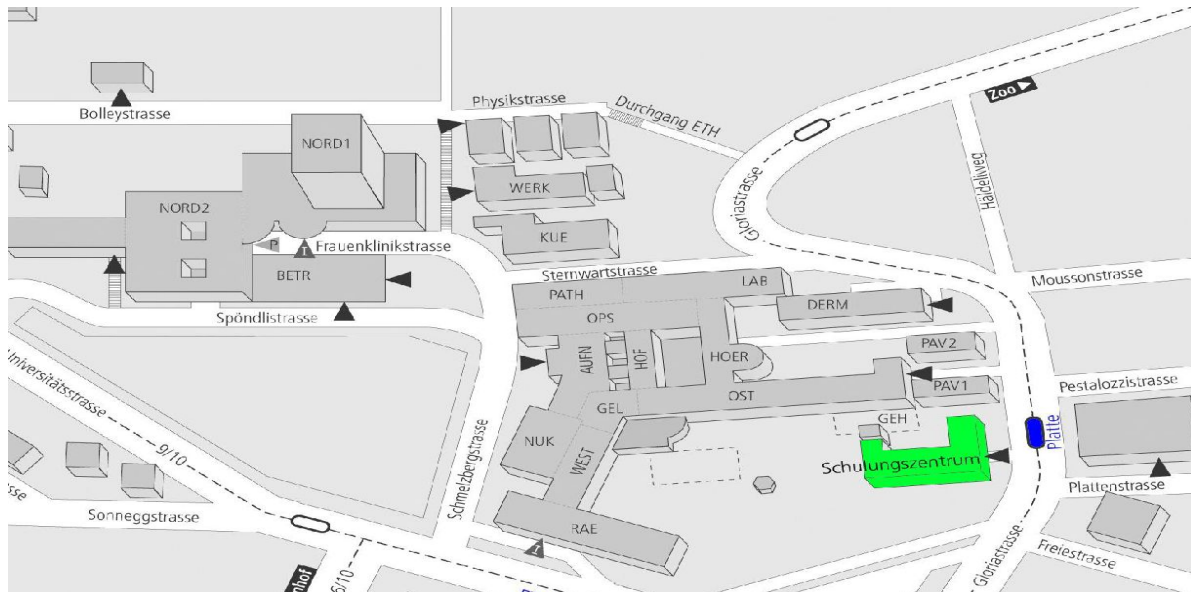 Zoo
Physikstrasse
Durchgang ETH
Bolleystrasse
NORD1
WERK
Häldeliweg
NORD2
Gloriastrasse
KUE
P
I
Frauenklinikstrasse
Sternwartstrasse
Moussonstrasse
BETR
PATH
LAB
DERM
Spöndlistrasse
OPS
AUFN
HOF
HOER
PAV2
Universitätsstrasse
PAV1
Pestalozzistrasse
OST
GEL
GEH
NUK
Platte
9/10
WEST
Schulungszentrum
Schmelzbergstrasse
Plattenstrasse
Sonneggstrasse
RAE
I
Freiestrasse
Gloriastrasse
6/10